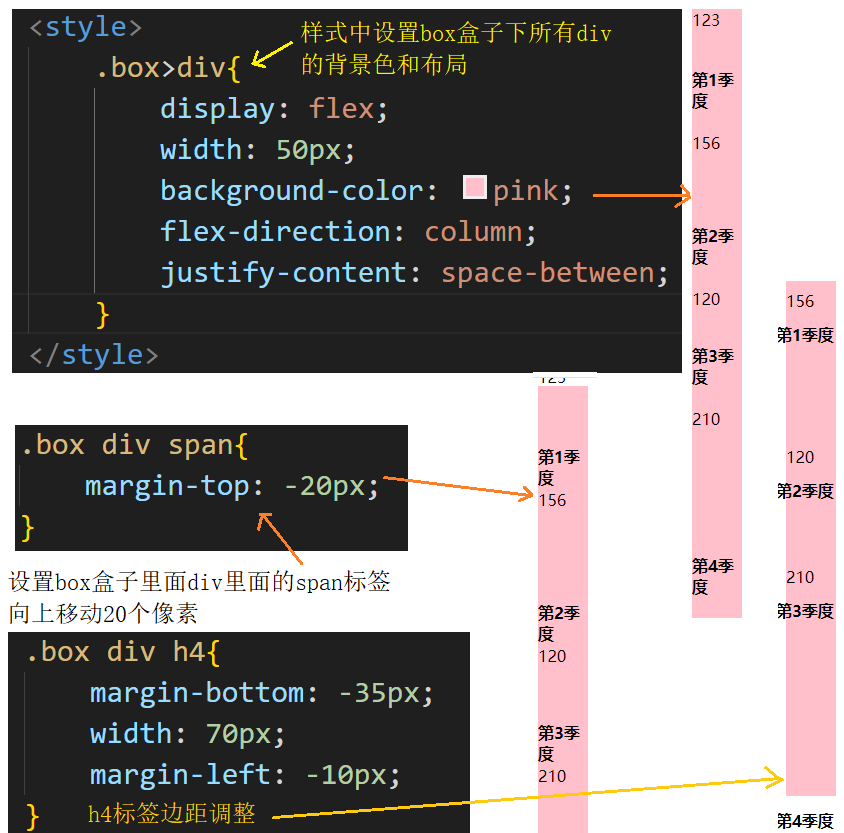 <style>
.box>div{
样式中设置box盒子下所有div
的背景色和布局
display: flex;
width: 50px;
background-color: pink;
flex-direction: column;
justify-content: space-between;
}
</style>
.box div span{
margin-top: -20px;
}
设置box盒子里面div里面的span标签
向上移动20个像素
.box div h4{
margin-bottom: -35px;
width: 70px;
margin-left: -10px;
}
h4标签边距调整
123
第1季
度
156
第2季
度
120
第3季
度
210
第4季
度
123
第1季
度
156
第2季
度
120
第3季
度
210
156
第1季度
120
第2季度
210
第3季度
第4季度